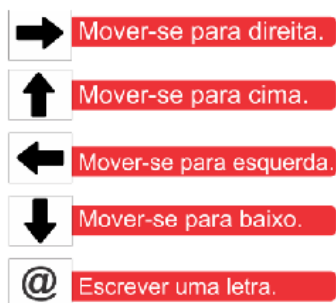 Mover-se para direita.
Mover-se para cima.
Mover-se para esquerda.
Mover-se para baixo.
@ Escrever uma letra.